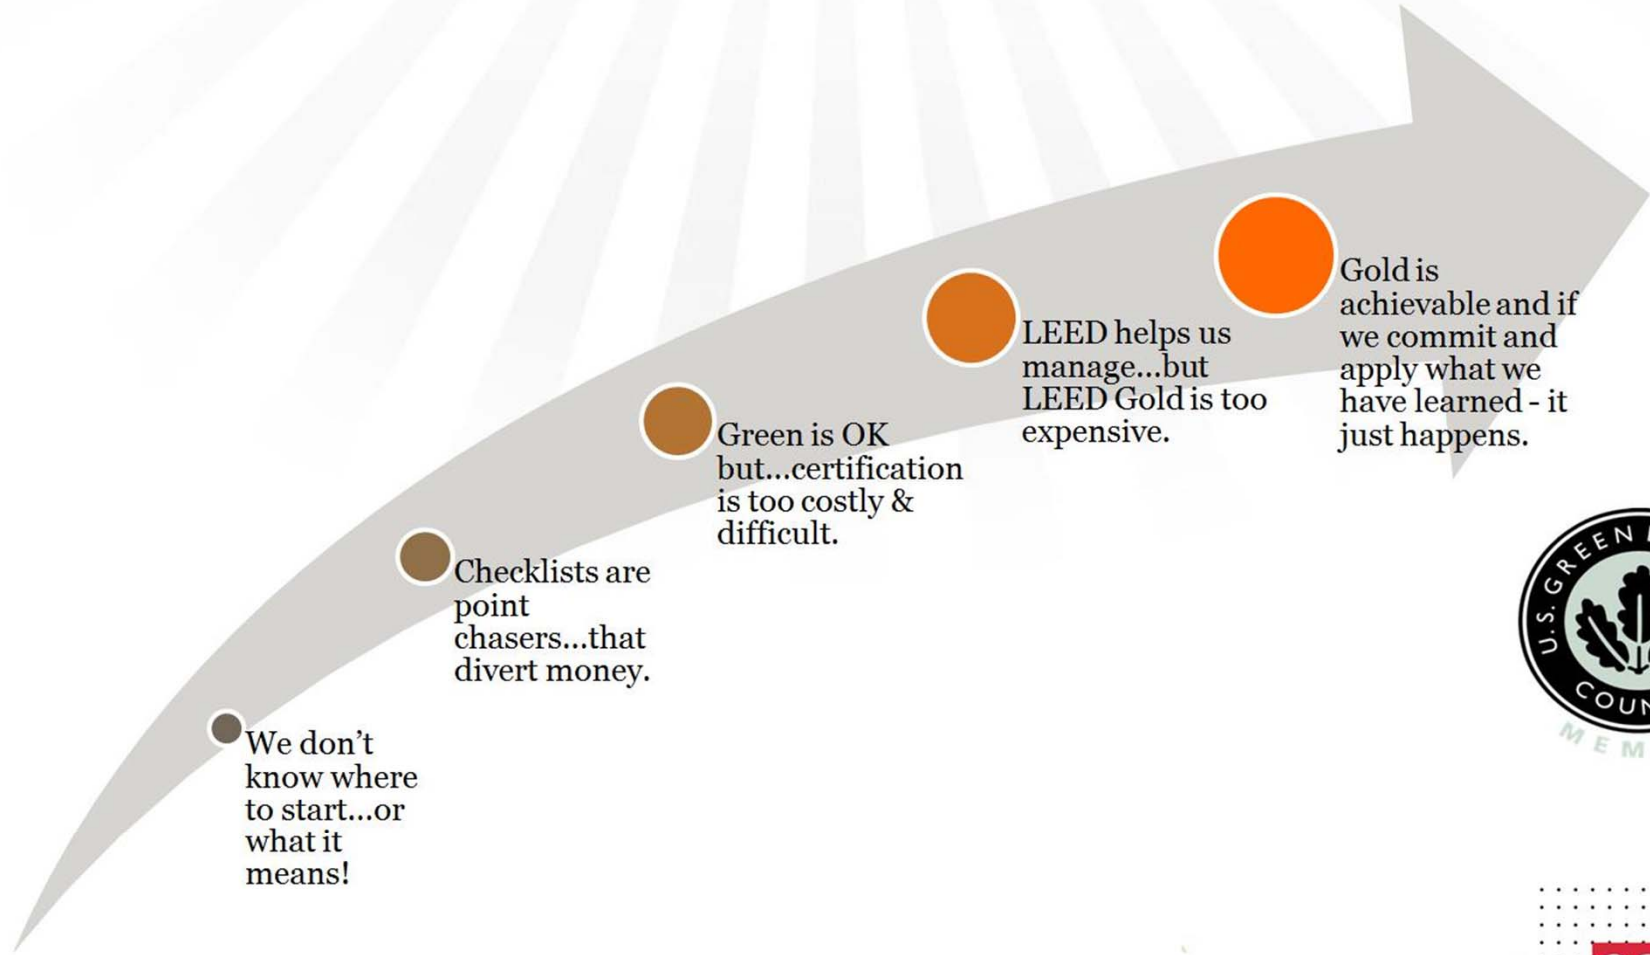 We don’t
know where
to start...or
what it
means!
Checklists are
point
chasers...that
divert money.
Green is OK
but...certification
is too costly &
difficult.
LEED helps us
manage...but
LEED Gold is too
expensive.
Gold is
achievable and if
we commit and
apply what we
have learned - it
just happens.
U.S. GREEN